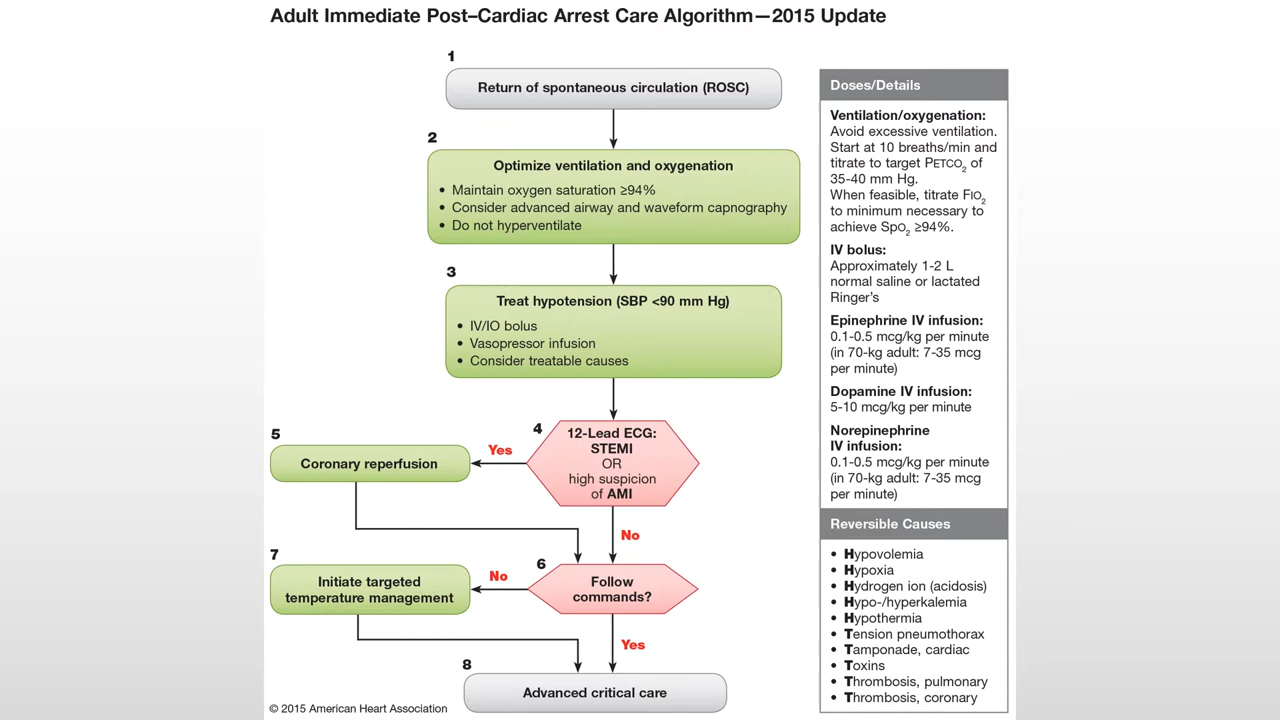 Adult Immediate Post–Cardiac Arrest Care Algorithm—2015 Update
1
Return of spontaneous circulation (ROSC)
2
Optimize ventilation and oxygenation
• Maintain oxygen saturation ≥94%
• Consider advanced airway and waveform capnography
• Do not hyperventilate
3
Treat hypotension (SBP <90 mm Hg)
• IV/IO bolus
• Vasopressor infusion
• Consider treatable causes
4
12-Lead ECG:
STEMI
OR
high suspicion
of AMI
Yes
5
Coronary reperfusion
No
6
Follow
commands?
No
7
Initiate targeted
temperature management
Yes
8
Advanced critical care
© 2015 American Heart Association
Doses/Details
Ventilation/oxygenation:
Avoid excessive ventilation.
Start at 10 breaths/min and
titrate to target PETCO2 of
35-40 mm Hg.
When feasible, titrate FIO2
to minimum necessary to
achieve SpO2 ≥94%.
IV bolus:
Approximately 1-2 L
normal saline or lactated
Ringer's
Epinephrine IV infusion:
0.1-0.5 mcg/kg per minute
(in 70-kg adult: 7-35 mcg
per minute)
Dopamine IV infusion:
5-10 mcg/kg per minute
Norepinephrine
IV infusion:
0.1-0.5 mcg/kg per minute
(in 70-kg adult: 7-35 mcg
per minute)
Reversible Causes
• Hypovolemia
• Hypoxia
• Hydrogen ion (acidosis)
• Hypo-/hyperkalemia
• Hypothermia
• Tension pneumothorax
• Tamponade, cardiac
• Toxins
• Thrombosis, pulmonary
• Thrombosis, coronary